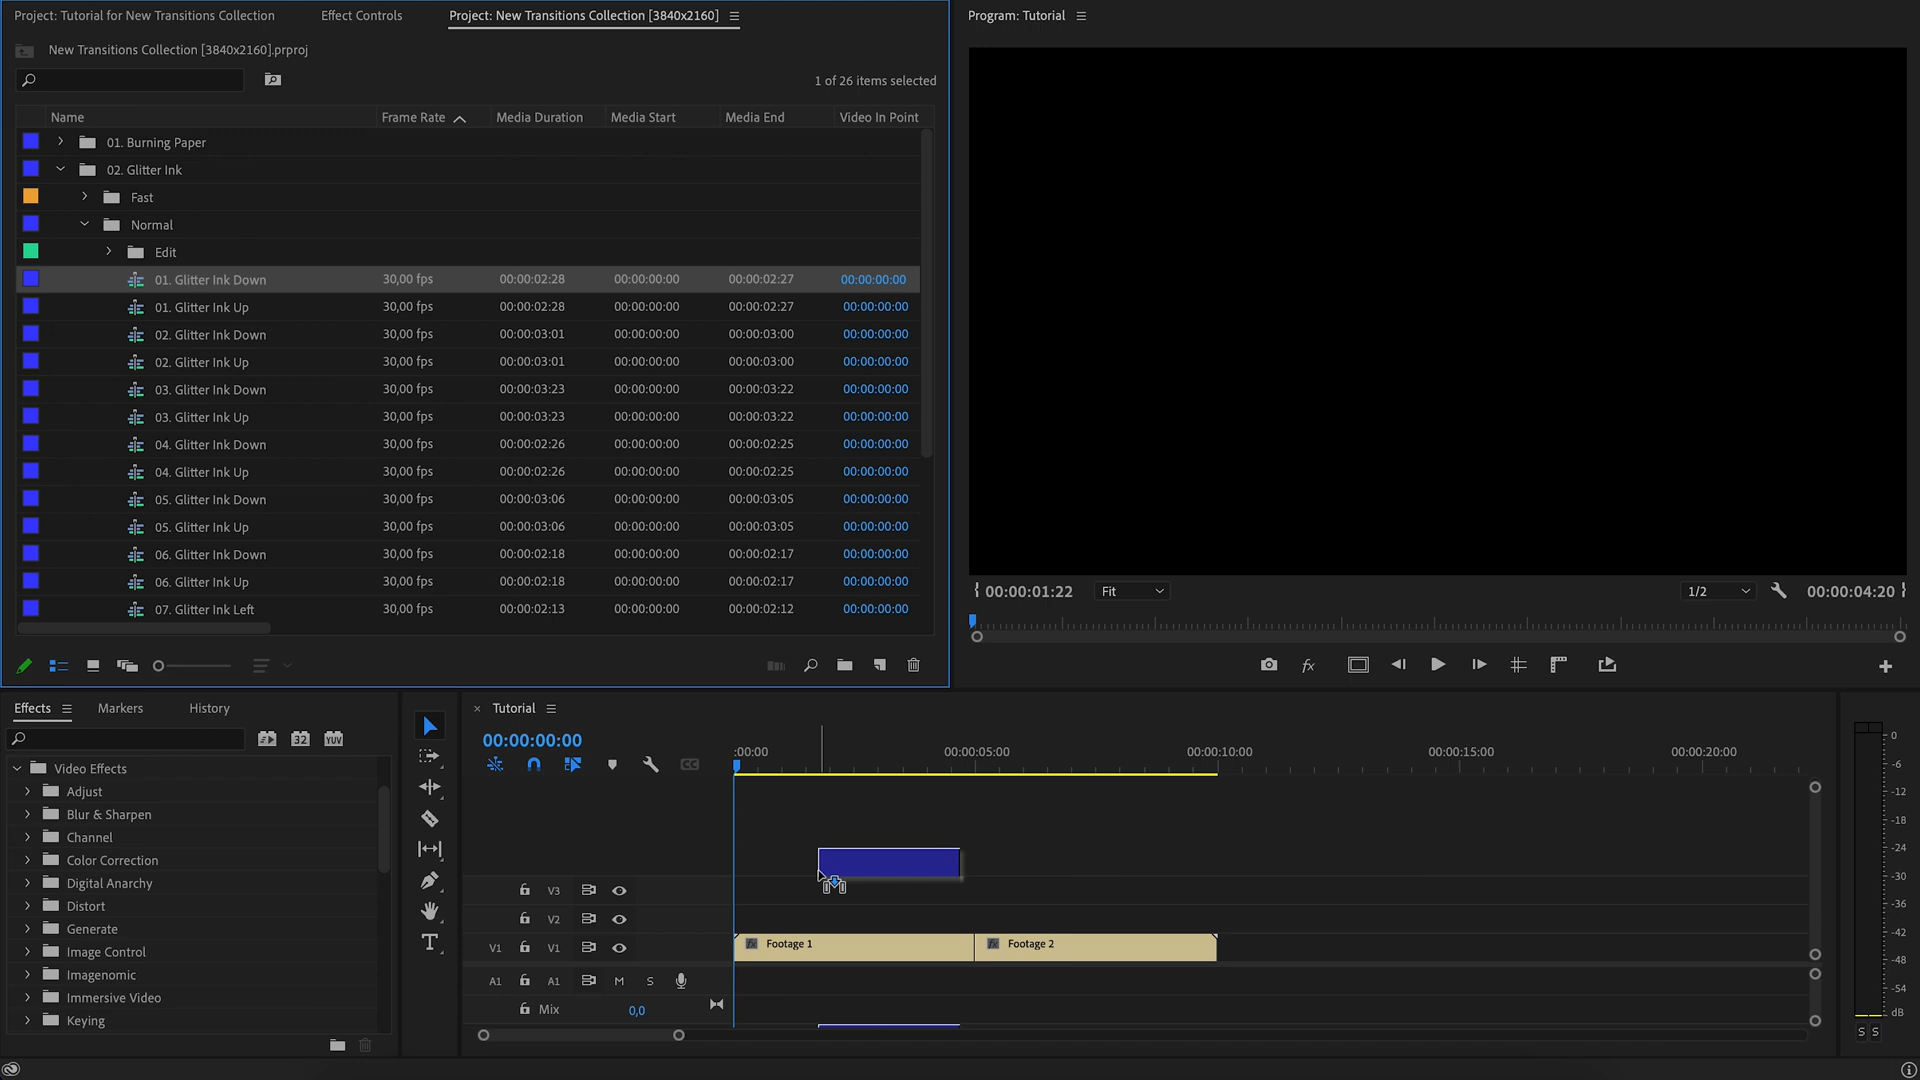 Project: Tutorial for New Transitions Collection
Effect Controls
Project: New Transitions Collection [3840x2160]
Program: Tutorial
New Transitions Collection [3840x2160].prproj
1 of 26 items selected
Name Frame Rate Media Duration Media Start Media End Video In Point
01. Burning Paper
02. Glitter Ink
Fast
Normal
Edit
01. Glitter Ink Down 30,00 fps 00:00:02:28 00:00:00:00 00:00:02:27 00:00:00:00
01. Glitter Ink Up 30,00 fps 00:00:02:28 00:00:00:00 00:00:02:27 00:00:00:00
02. Glitter Ink Down 30,00 fps 00:00:03:01 00:00:00:00 00:00:03:00 00:00:00:00
02. Glitter Ink Up 30,00 fps 00:00:03:01 00:00:00:00 00:00:03:00 00:00:00:00
03. Glitter Ink Down 30,00 fps 00:00:03:23 00:00:00:00 00:00:03:22 00:00:00:00
03. Glitter Ink Up 30,00 fps 00:00:03:23 00:00:00:00 00:00:03:22 00:00:00:00
04. Glitter Ink Down 30,00 fps 00:00:02:26 00:00:00:00 00:00:02:25 00:00:00:00
04. Glitter Ink Up 30,00 fps 00:00:02:26 00:00:00:00 00:00:02:25 00:00:00:00
05. Glitter Ink Down 30,00 fps 00:00:03:06 00:00:00:00 00:00:03:05 00:00:00:00
05. Glitter Ink Up 30,00 fps 00:00:03:06 00:00:00:00 00:00:03:05 00:00:00:00
06. Glitter Ink Down 30,00 fps 00:00:02:18 00:00:00:00 00:00:02:17 00:00:00:00
06. Glitter Ink Up 30,00 fps 00:00:02:18 00:00:00:00 00:00:02:17 00:00:00:00
07. Glitter Ink Left 30,00 fps 00:00:02:13 00:00:00:00 00:00:02:12 00:00:00:00
00:00:01:22 Fit 1/2 00:00:04:20
fx
Effects Markers History
32 YUV
Video Effects
Adjust
Blur & Sharpen
Channel
Color Correction
Digital Anarchy
Distort
Generate
Image Control
Imagenomic
Immersive Video
Keying
T
× Tutorial
00:00:00:00
CC
:00:00 00:00:05:00 00:00:10:00 00:00:15:00 00:00:20:00
V3
V2
V1 V1 fx Footage 1 fx Footage 2
A1 A1 M S
Mix 0,0
0
-6
-12
-18
-24
-30
-36
-42
-48
-54
dB
S S